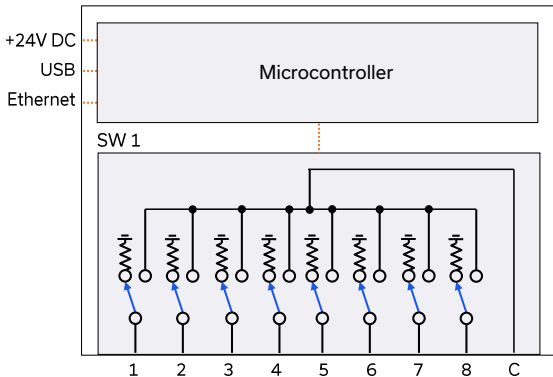 +24V DC
USB
Ethernet
Microcontroller
SW 1
1 2 3 4 5 6 7 8 C